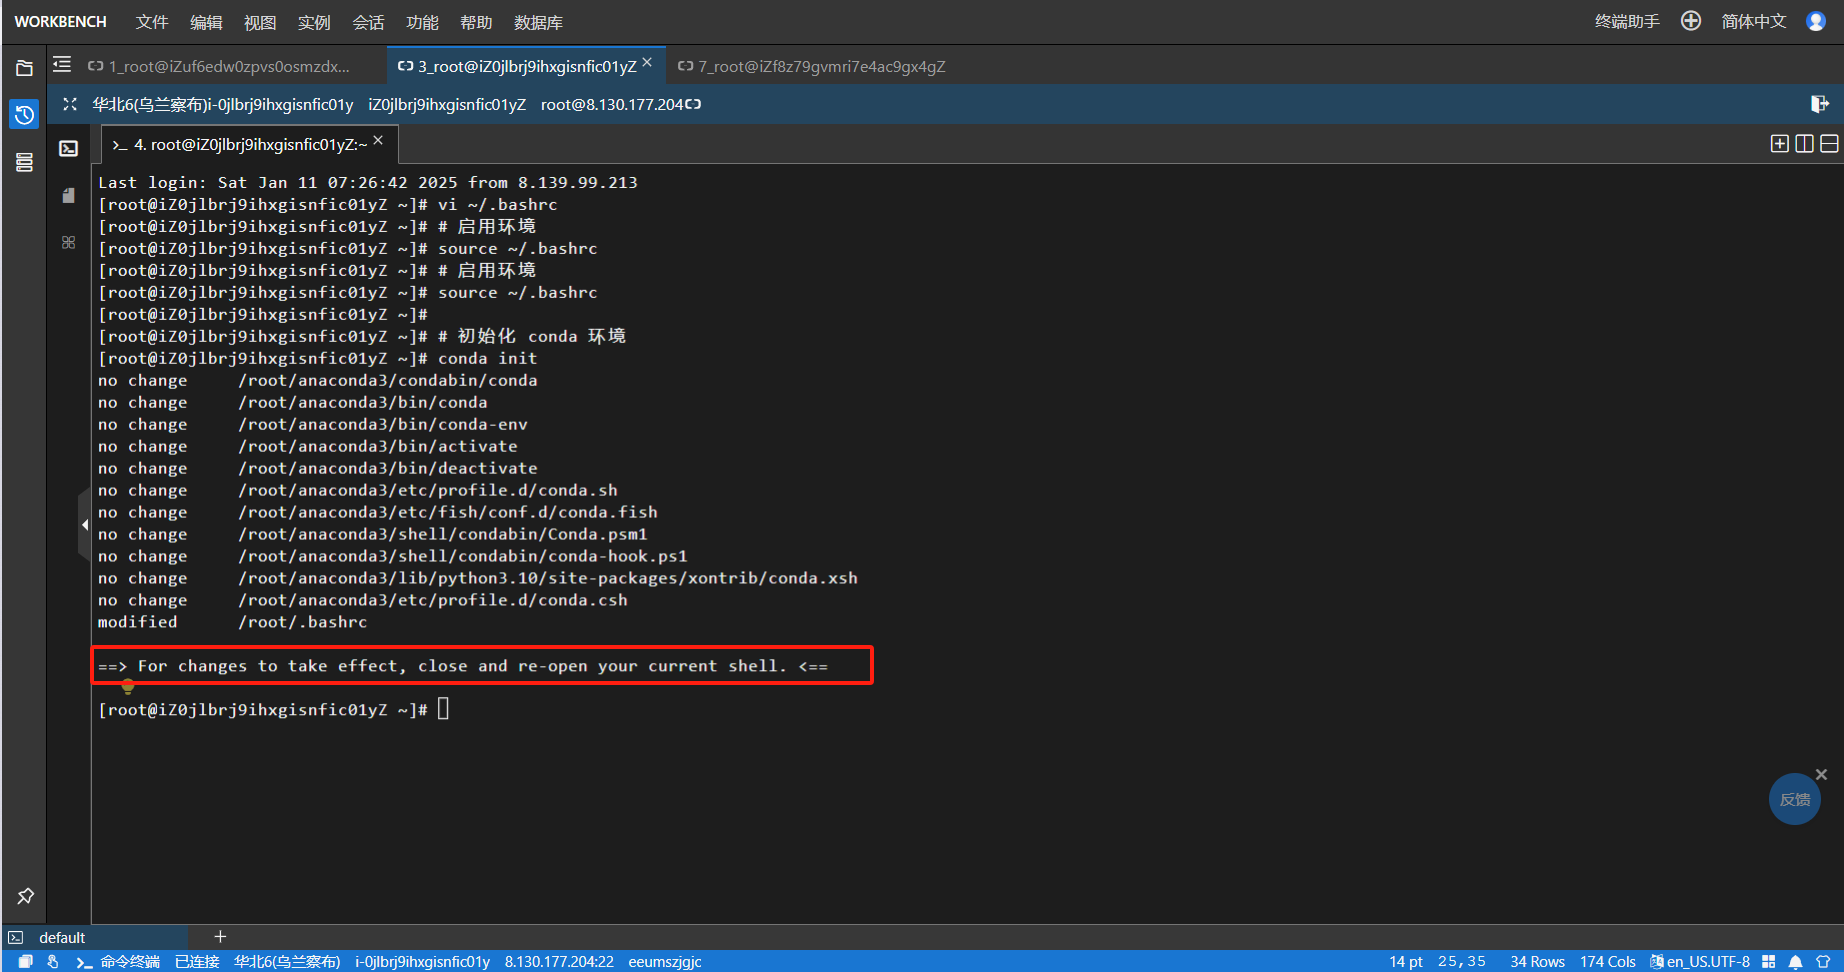 WORKBENCH 文件 编辑 视图 实例 会话 功能 帮助 数据库 终端助手 简体中文
1_root@iZuf6edw0zpvs0osmzdx... 3_root@iZ0jlbrj9ihxgisnfic01yZ 7_root@iZf8z79gvmri7e4ac9gx4gZ
华北6(乌兰察布)i-0jlbrj9ihxgisnfic01y iZ0jlbrj9ihxgisnfic01yZ root@8.130.177.204
>_ 4. root@iZ0jlbrj9ihxgisnfic01yZ:~
Last login: Sat Jan 11 07:26:42 2025 from 8.139.99.213
[root@iZ0jlbrj9ihxgisnfic01yZ ~]# vi ~/.bashrc
[root@iZ0jlbrj9ihxgisnfic01yZ ~]# # 启用环境
[root@iZ0jlbrj9ihxgisnfic01yZ ~]# source ~/.bashrc
[root@iZ0jlbrj9ihxgisnfic01yZ ~]# # 启用环境
[root@iZ0jlbrj9ihxgisnfic01yZ ~]# source ~/.bashrc
[root@iZ0jlbrj9ihxgisnfic01yZ ~]#
[root@iZ0jlbrj9ihxgisnfic01yZ ~]# # 初始化 conda 环境
[root@iZ0jlbrj9ihxgisnfic01yZ ~]# conda init
no change /root/anaconda3/condabin/conda
no change /root/anaconda3/bin/conda
no change /root/anaconda3/bin/conda-env
no change /root/anaconda3/bin/activate
no change /root/anaconda3/bin/deactivate
no change /root/anaconda3/etc/profile.d/conda.sh
no change /root/anaconda3/etc/fish/conf.d/conda.fish
no change /root/anaconda3/shell/condabin/Conda.psm1
no change /root/anaconda3/shell/condabin/conda-hook.ps1
no change /root/anaconda3/lib/python3.10/site-packages/xontrib/conda.xsh
no change /root/anaconda3/etc/profile.d/conda.csh
modified /root/.bashrc
==> For changes to take effect, close and re-open your current shell. <==
[root@iZ0jlbrj9ihxgisnfic01yZ ~]#
反馈
default
命令终端 已连接 华北6(乌兰察布) i-0jlbrj9ihxgisnfic01y 8.130.177.204:22 eeumszjgjc 14 pt 25,35 34 Rows 174 Cols en_US.UTF-8